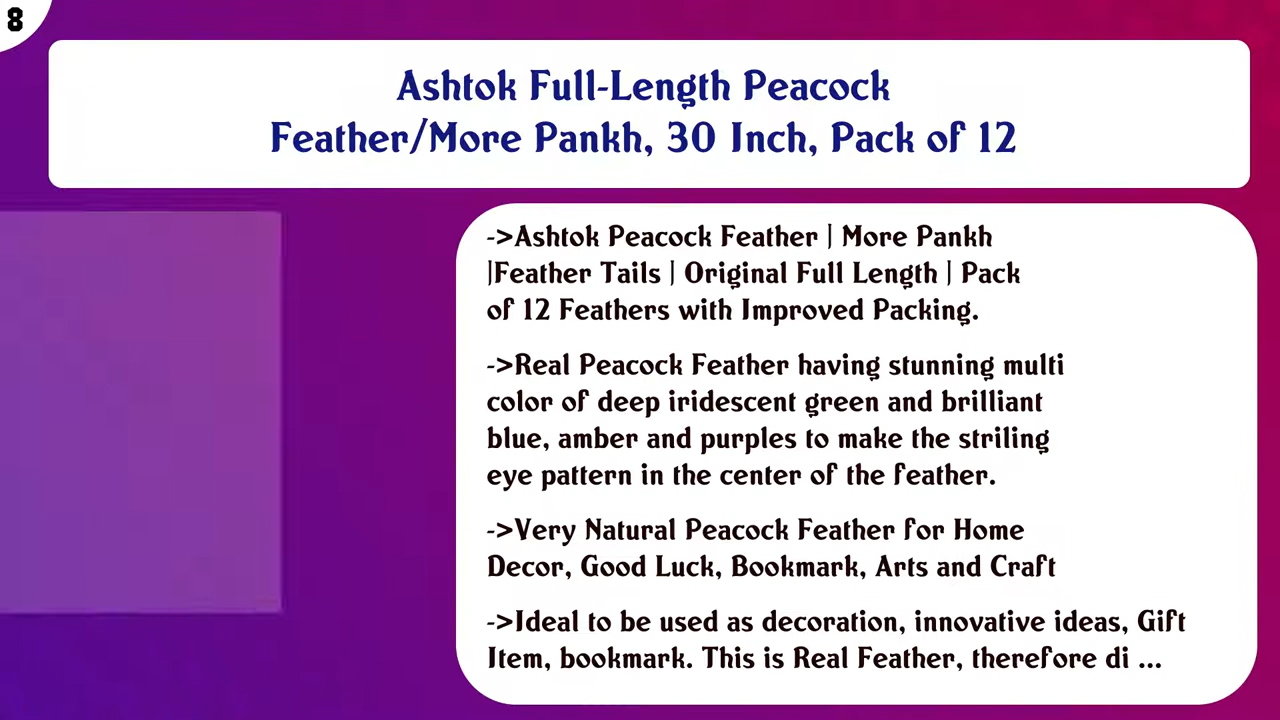 8
Ashtok Full-Length Peacock
Feather/More Pankh, 30 Inch, Pack of 12
->Ashtok Peacock Feather | More Pankh
|Feather Tails | Original Full Length | Pack
of 12 Feathers with Improved Packing.
->Real Peacock Feather having stunning multi
color of deep iridescent green and brilliant
blue, amber and purples to make the striling
eye pattern in the center of the feather.
->Very Natural Peacock Feather for Home
Decor, Good Luck, Bookmark, Arts and Craft
->Ideal to be used as decoration, innovative ideas, Gift
Item, bookmark. This is Real Feather, therefore di ...